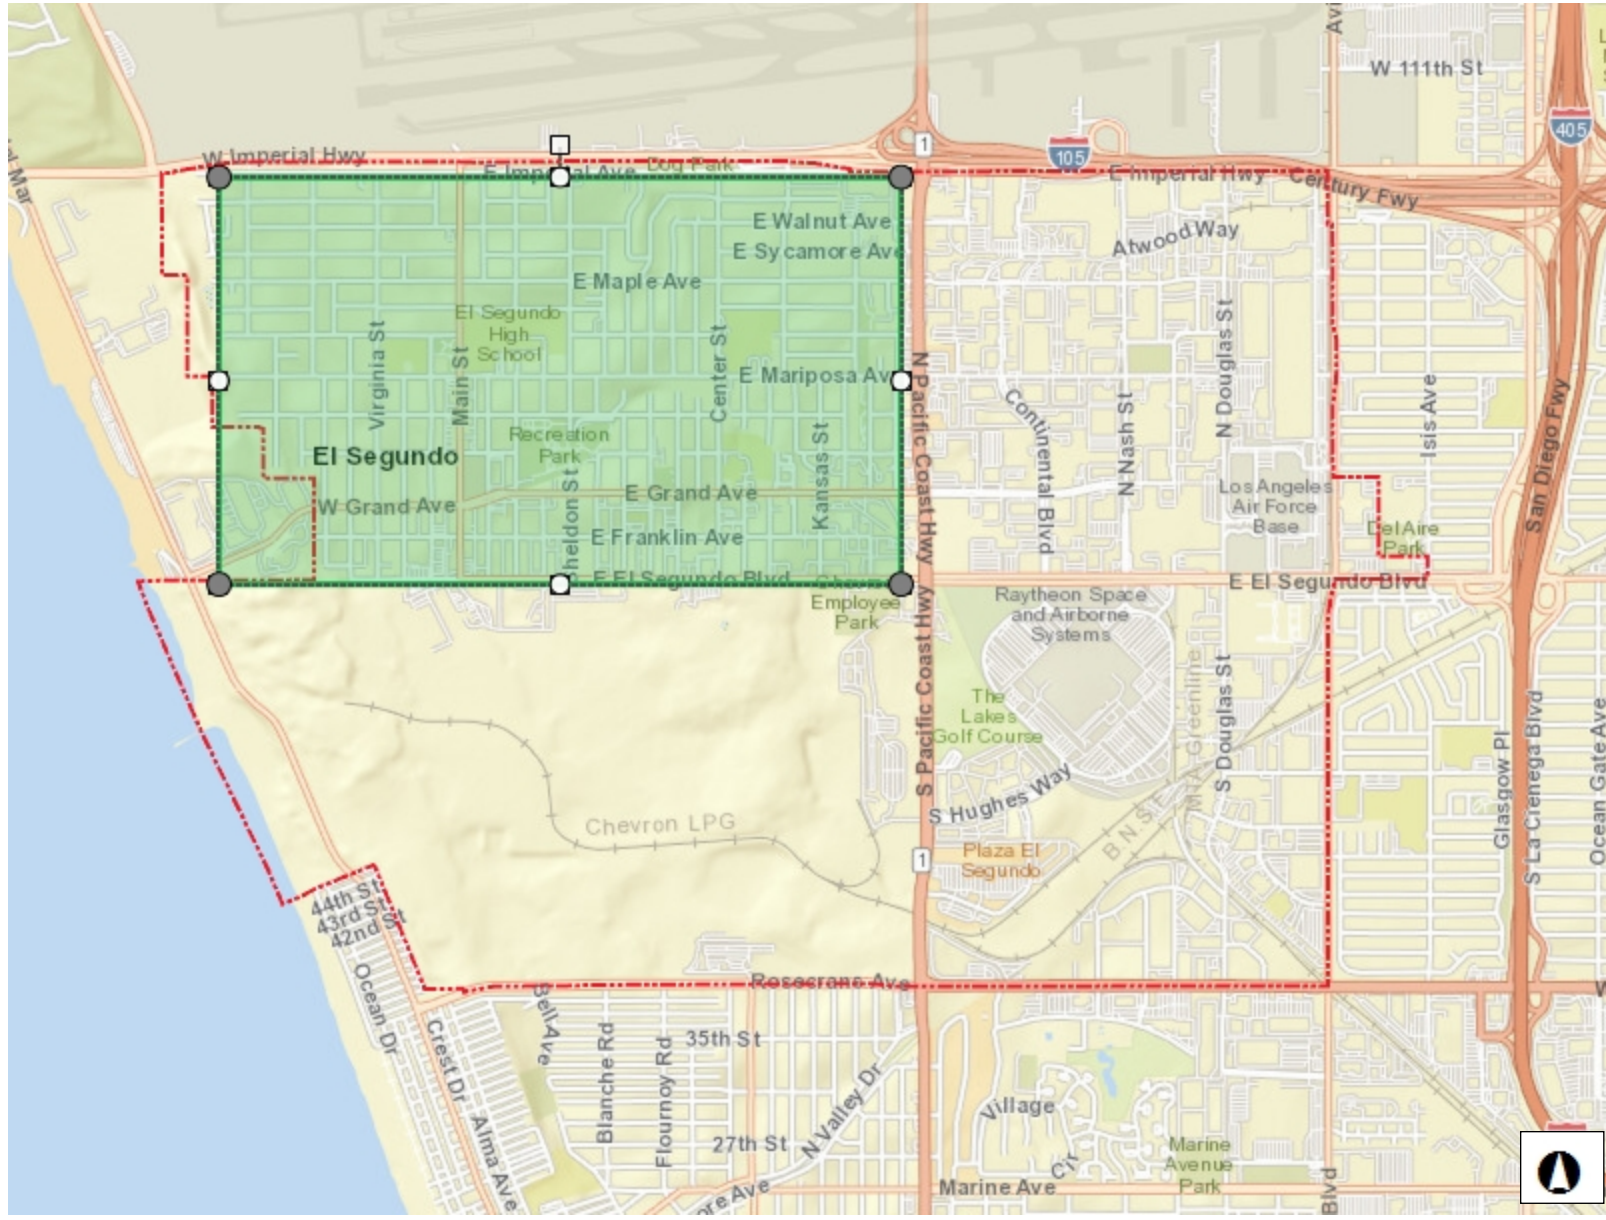 Avi
W 111th St
405
W Imperial Hwy
1
105
E Imperial Ave
Dog Park
E Imperial Hwy
Century Fwy
E Walnut Ave
Atwood Way
E Sycamore Ave
E Maple Ave
El Segundo
High
School
Virginia St
Main St
Center St
E Mariposa Av
N Pacific Coast Hwy
Continental Blvd
N Nash St
N Douglas St
Isis Ave
San Diego Fwy
Recreation
Park
El Segundo
Kansas St
Sheldon St
E Grand Ave
W Grand Ave
Los Angeles
Air Force
Base
Del Aire
Park
E Franklin Ave
E El Segundo Blvd
E El Segundo Blvd
Employee
Park
Raytheon Space
and Airborne
Systems
S Pacific Coast Hwy
The
Lakes
Golf Course
S Douglas St
MTA Greenline
S Hughes Way
B.N.S.F
Glasgow Pl
S La Cienega Blvd
Ocean Gate Ave
Chevron LPG
Plaza El
Segundo
1
44th St
43rd St
42nd
Ocean Dr
Rosecrans Ave
W
Bell Ave
Crest Dr
Alma Ave
Blanche Rd
Flournoy Rd
35th St
27th St
N Valley Dr
Village
Cir
Marine
Avenue
Park
Marine Ave
ore Ave
Blvd